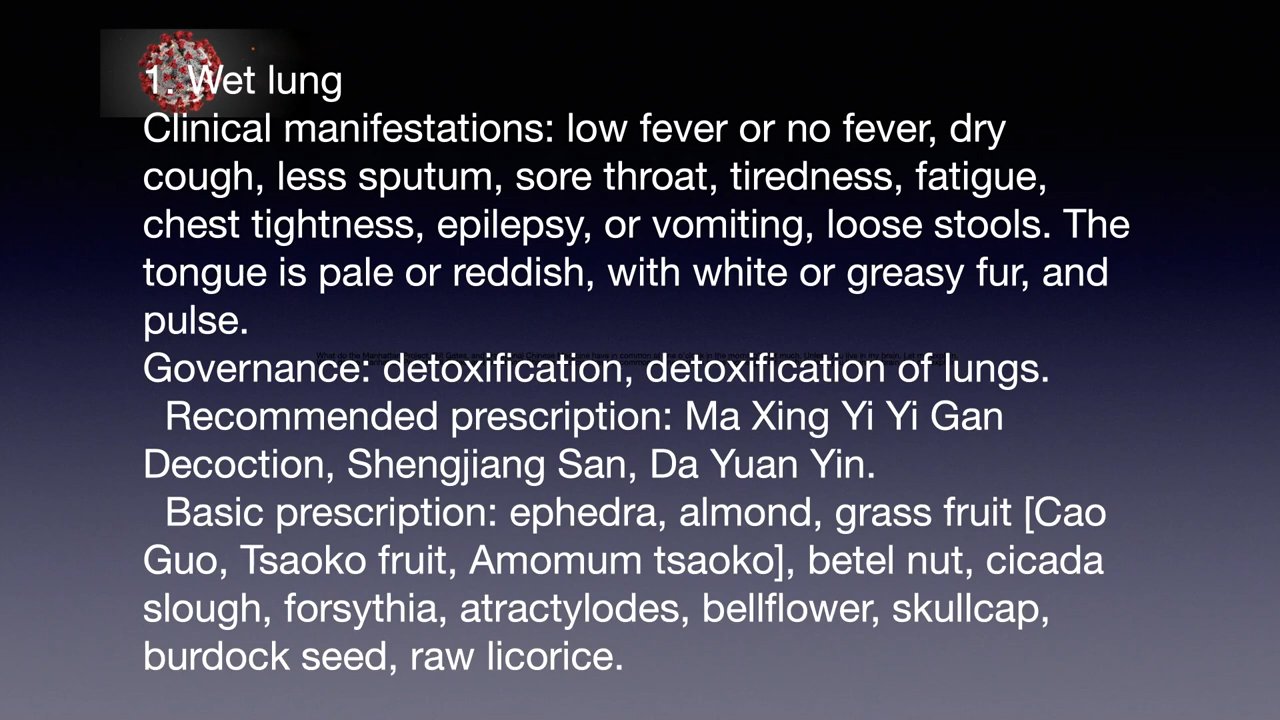 1. Wet lung
Clinical manifestations: low fever or no fever, dry
cough, less sputum, sore throat, tiredness, fatigue,
chest tightness, epilepsy, or vomiting, loose stools. The
tongue is pale or reddish, with white or greasy fur, and
pulse.
What do the Manhattan
Governance: detoxification, detoxification of lungs.
Recommended prescription: Ma Xing Yi Yi Gan
Decoction, Shengjiang San, Da Yuan Yin.
Basic prescription: ephedra, almond, grass fruit [Cao
Guo, Tsaoko fruit, Amomum tsaoko], betel nut, cicada
slough, forsythia, atractylodes, bellflower, skullcap,
burdock seed, raw licorice.